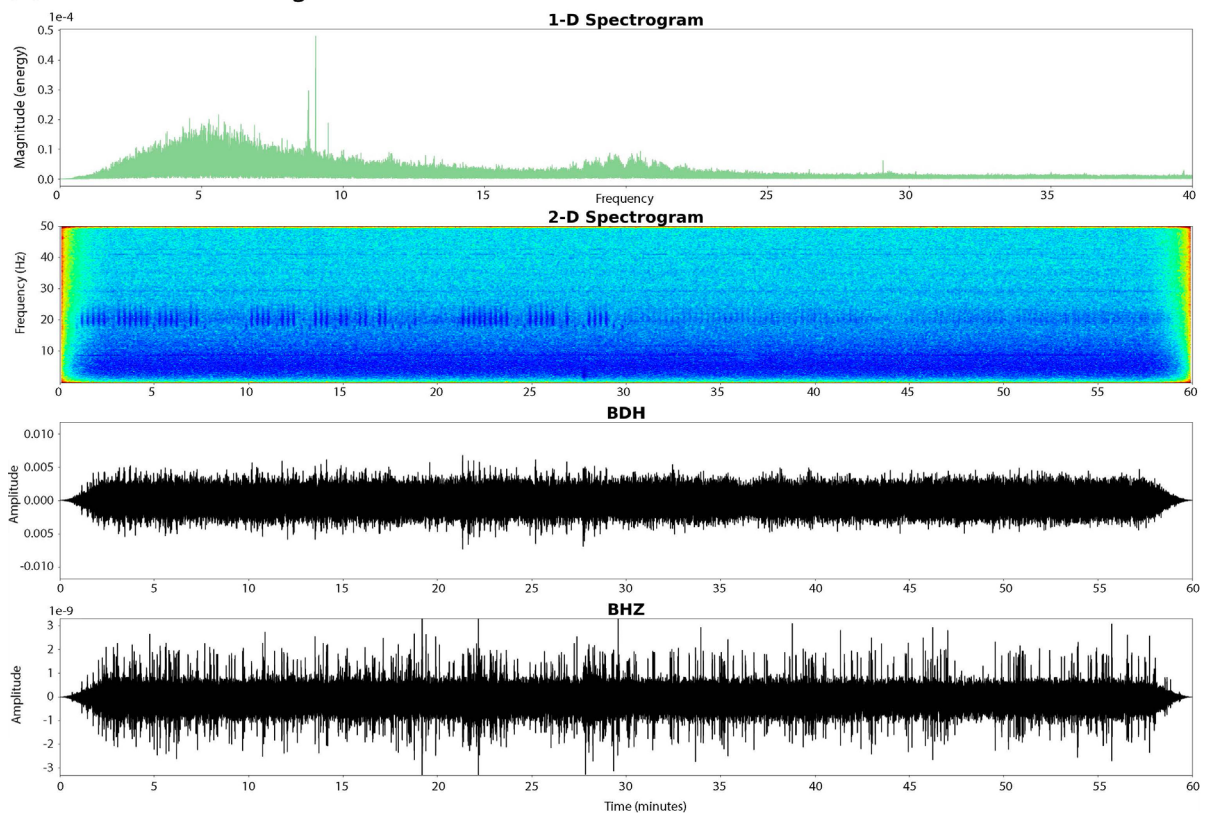 1-D Spectrogram
1e-4
0.5
0.4
0.3
0.2
0.1
0.0
Magnitude (energy)
0 5 10 15 25 30 35 40
Frequency
2-D Spectrogram
50
40
30
20
10
Frequency (Hz)
0 5 10 15 20 25 30 35 40 45 50 55 60
BDH
0.010
0.005
0.000
0.005
-0.010
Amplitude
0 5 10 15 20 25 30 35 40 45 50 55 60
BHZ
1e-9
3
2
1
0
-1
-2
-3
Amplitude
0 5 10 15 20 25 30 35 40 45 50 55 60
Time (minutes)